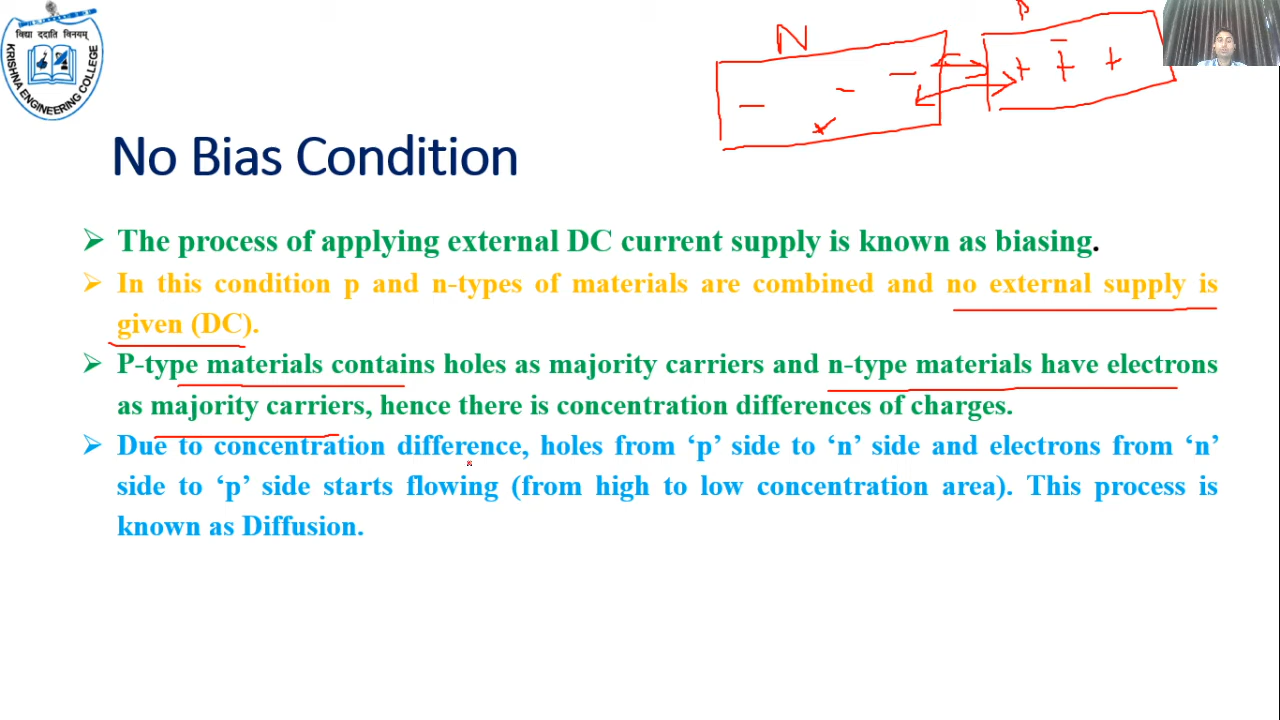 विद्या ददाति विनयम्
KRISHNA ENGINEERING COLLEGE
N
P
No Bias Condition
The process of applying external DC current supply is known as biasing.
In this condition p and n-types of materials are combined and no external supply is
given (DC).
P-type materials contains holes as majority carriers and n-type materials have electrons
as majority carriers, hence there is concentration differences of charges.
Due to concentration difference, holes from ‘p’ side to ‘n’ side and electrons from ‘n’
side to ‘p’ side starts flowing (from high to low concentration area). This process is
known as Diffusion.